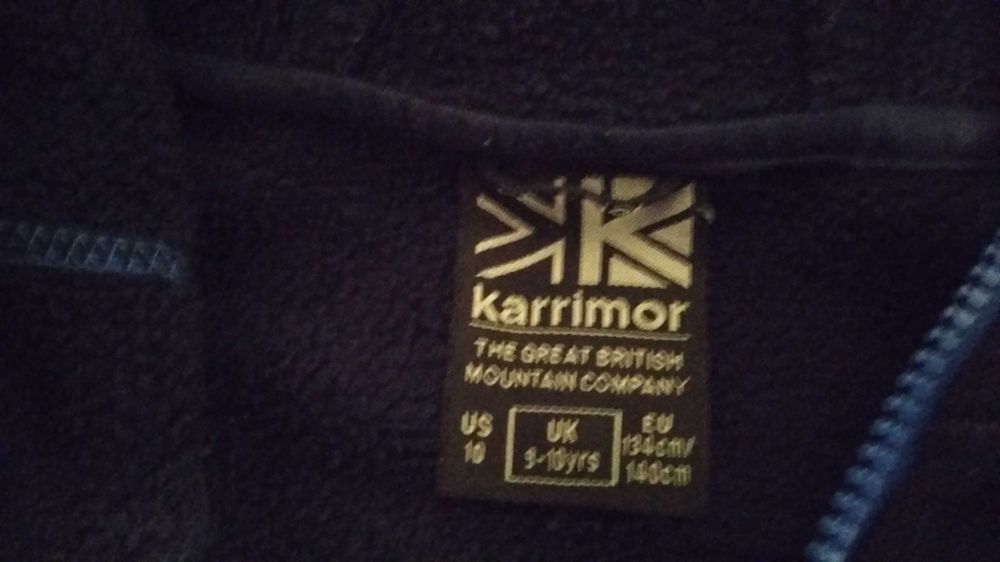 karrimor
THE GREAT BRITISH
MOUNTAIN COMPANY
US
10
UK
9-10yrs
EU
134cm/
140cm